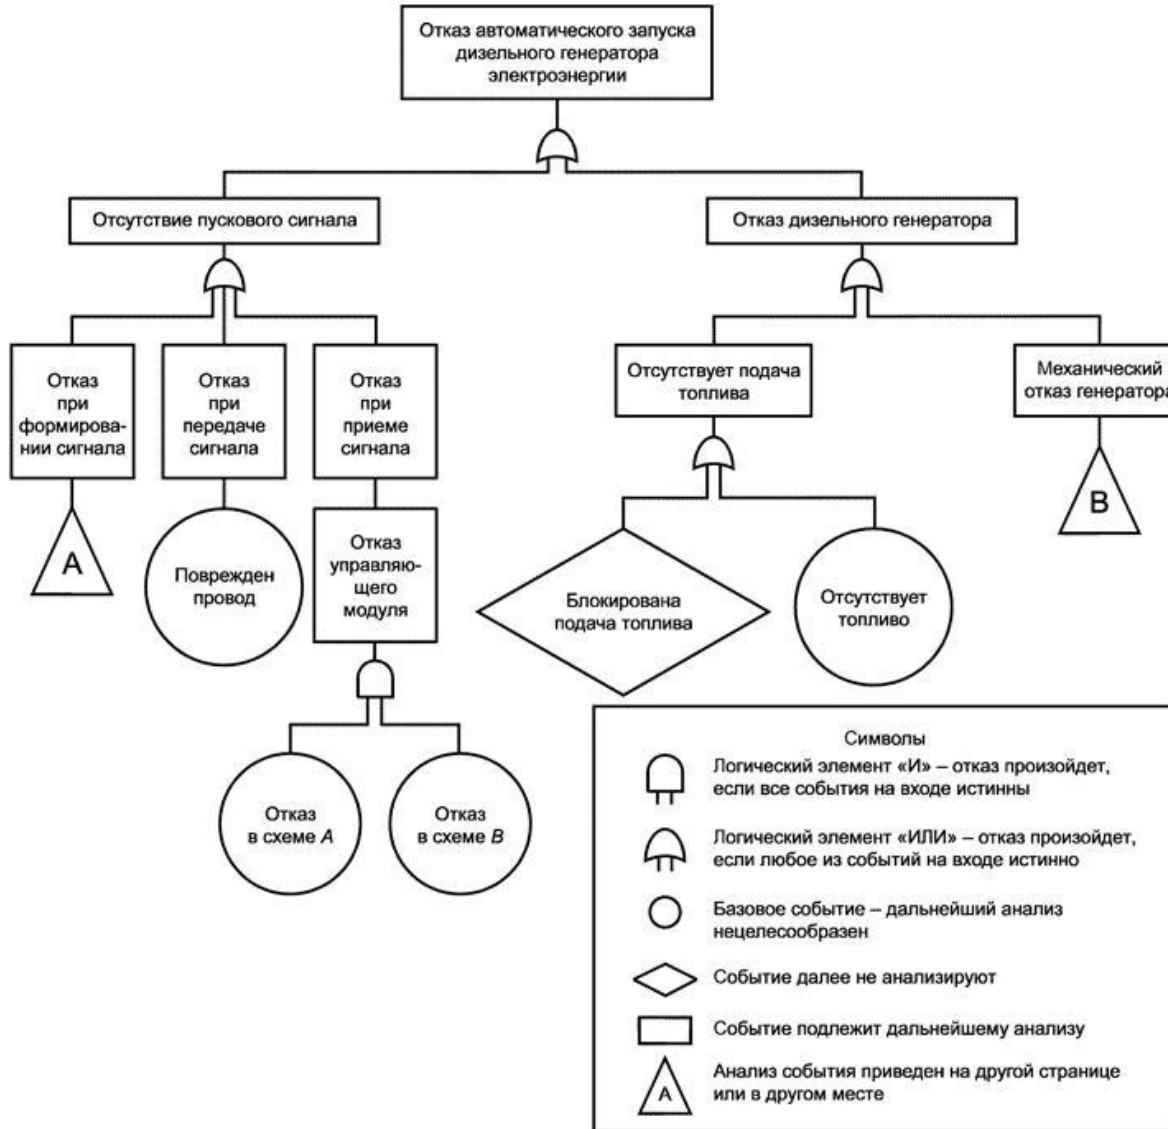 Отказ автоматического запуска
дизельного генератора
электроэнергии
Отсутствие пускового сигнала
Отказ дизельного генератора
Отказ
при
формирова-
нии сигнала
Отказ
при
передаче
сигнала
Отказ
при
приеме
сигнала
Отсутствует подача
топлива
Механический
отказ генератора
A
Поврежден
провод
Отказ
управляю-
щего
модуля
Блокирована
подача топлива
Отсутствует
топливо
B
Отказ
в схеме A
Отказ
в схеме B
Символы
Логический элемент «И» – отказ произойдет,
если все события на входе истинны
Логический элемент «ИЛИ» – отказ произойдет,
если любое из событий на входе истинно
Базовое событие – дальнейший анализ
нецелесообразен
Событие далее не анализируют
Событие подлежит дальнейшему анализу
A
Анализ события приведен на другой странице
или в другом месте